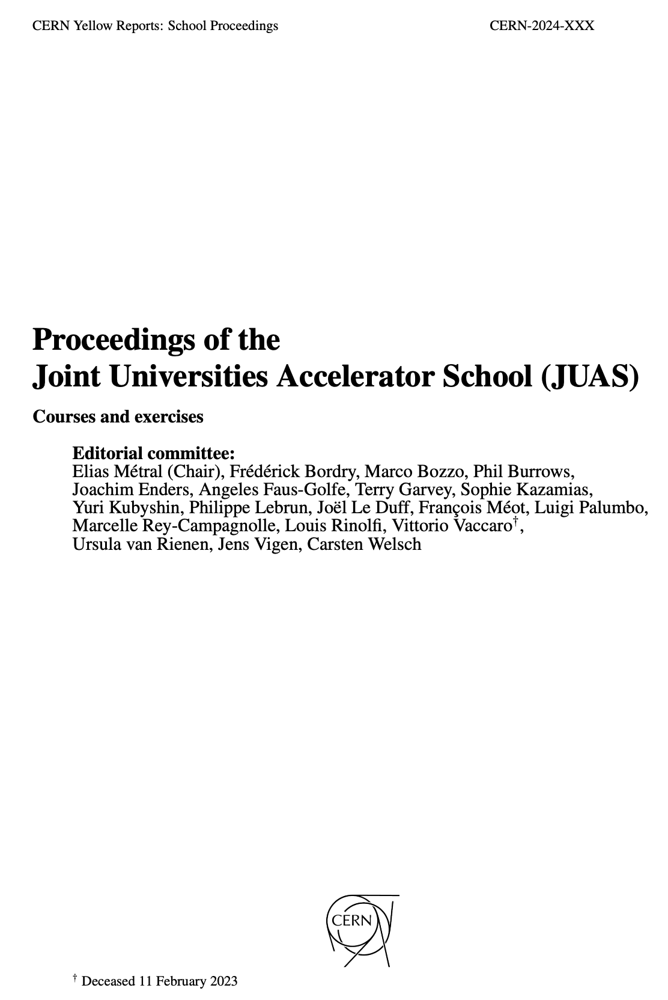 CERN Yellow Reports: School Proceedings CERN-2024-XXX
Proceedings of the
Joint Universities Accelerator School (JUAS)
Courses and exercises
Editorial committee:
Elias Métral (Chair), Frédérick Bordry, Marco Bozzo, Phil Burrows,
Joachim Enders, Angeles Faus-Golfe, Terry Garvey, Sophie Kazamias,
Yuri Kubyshin, Philippe Lebrun, Joël Le Duff, François Méot, Luigi Palumbo,
Marcelle Rey-Campagnolle, Louis Rinolfi, Vittorio Vaccaro†,
Ursula van Rienen, Jens Vigen, Carsten Welsch
CERN
† Deceased 11 February 2023